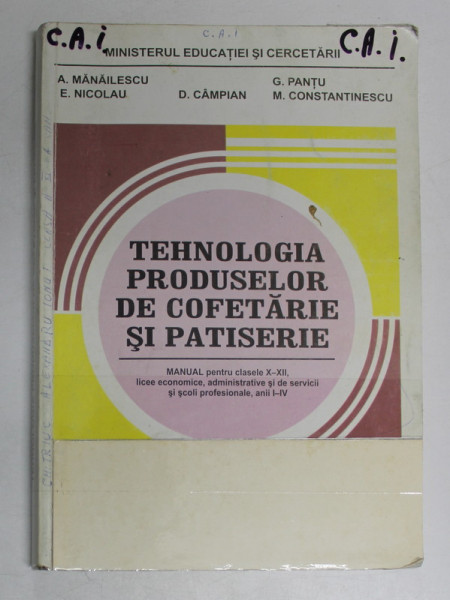 C.A.I
C.A.I.
C.A.I.
MINISTERUL EDUCAȚIEI ȘI CERCETĂRII
A. MĂNĂILESCU
G. PANȚU
E. NICOLAU
D. CÂMPIAN
M. CONSTANTINESCU
TEHNOLOGIA
PRODUSELOR
DE COFETĂRIE
ȘI PATISERIE
MANUAL pentru clasele X-XII,
licee economice, administrative și de servicii
și școli profesionale, anii I-IV